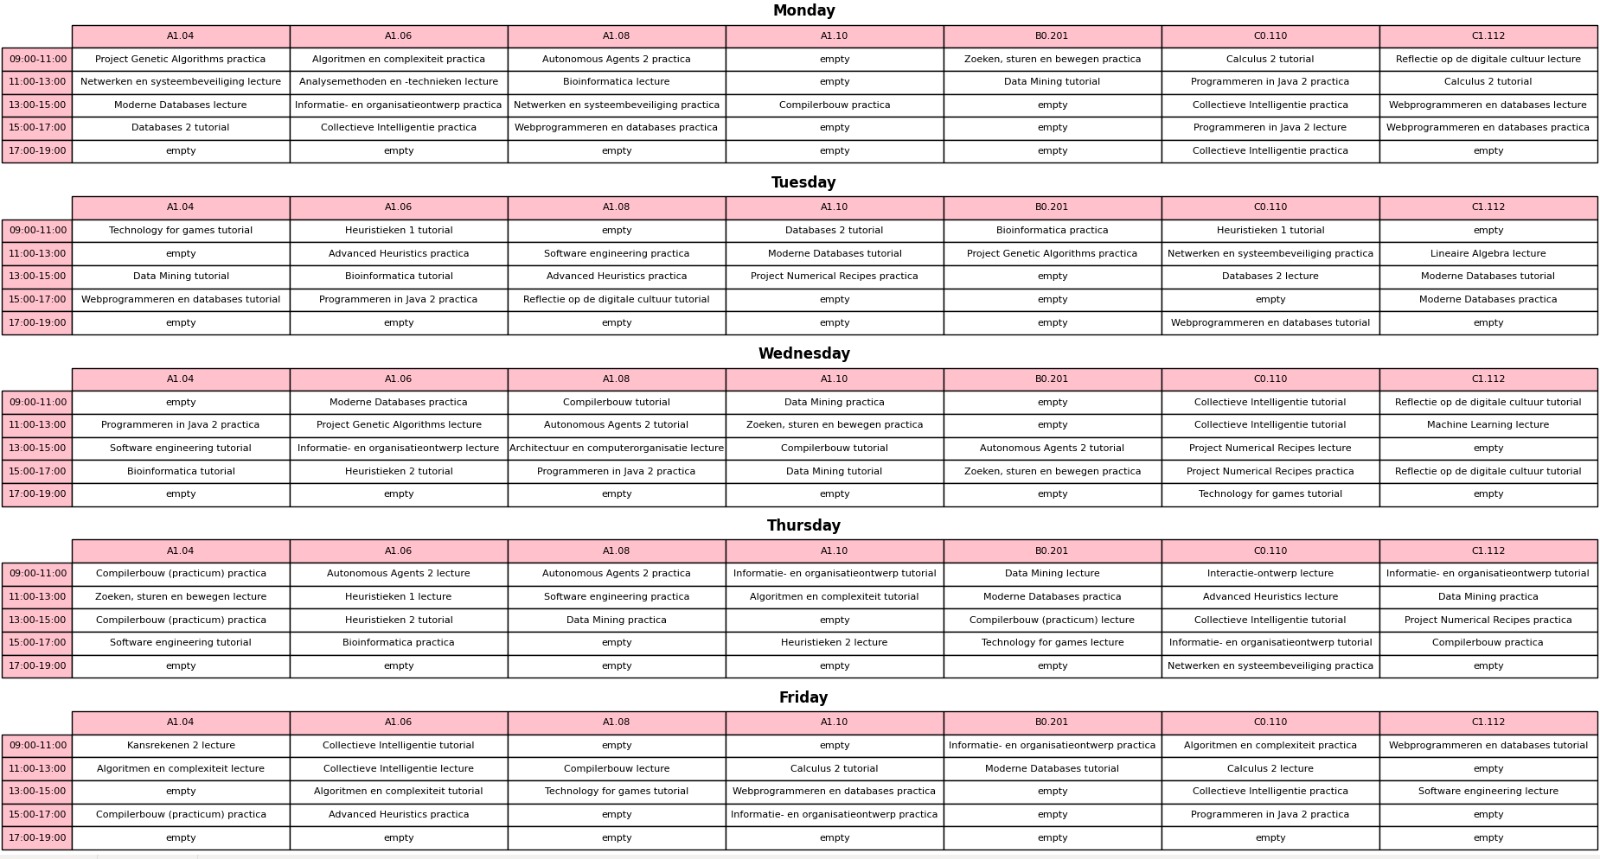 Monday
A1.04 A1.06 A1.08 A1.10 B0.201 C0.110 C1.112
09:00-11:00 Project Genetic Algorithms practica Algoritmen en complexiteit practica Autonomous Agents 2 practica empty Zoeken, sturen en bewegen practica Calculus 2 tutorial Reflectie op de digitale cultuur lecture
11:00-13:00 Netwerken en systeembeveiliging lecture Analysemethoden en -technieken lecture Bioinformatica lecture empty Data Mining tutorial Programmeren in Java 2 practica Calculus 2 tutorial
13:00-15:00 Moderne Databases lecture Informatie- en organisatieontwerp practica Netwerken en systeembeveiliging practica Compilerbouw practica empty Collectieve Intelligentie practica Webprogrammeren en databases lecture
15:00-17:00 Databases 2 tutorial Collectieve Intelligentie practica Webprogrammeren en databases practica empty empty Programmeren in Java 2 lecture Webprogrammeren en databases practica
17:00-19:00 empty empty empty empty empty Collectieve Intelligentie practica empty
Tuesday
A1.04 A1.06 A1.08 A1.10 B0.201 C0.110 C1.112
09:00-11:00 Technology for games tutorial Heuristieken 1 tutorial empty Databases 2 tutorial Bioinformatica practica Heuristieken 1 tutorial empty
11:00-13:00 empty Advanced Heuristics practica Software engineering practica Moderne Databases tutorial Project Genetic Algorithms practica Netwerken en systeembeveiliging practica Lineaire Algebra lecture
13:00-15:00 Data Mining tutorial Bioinformatica tutorial Advanced Heuristics practica Project Numerical Recipes practica empty Databases 2 lecture Moderne Databases tutorial
15:00-17:00 Webprogrammeren en databases tutorial Programmeren in Java 2 practica Reflectie op de digitale cultuur tutorial empty empty empty Moderne Databases practica
17:00-19:00 empty empty empty empty empty Webprogrammeren en databases tutorial empty
Wednesday
A1.04 A1.06 A1.08 A1.10 B0.201 C0.110 C1.112
09:00-11:00 empty Moderne Databases practica Compilerbouw tutorial Data Mining practica empty Collectieve Intelligentie tutorial Reflectie op de digitale cultuur tutorial
11:00-13:00 Programmeren in Java 2 practica Project Genetic Algorithms lecture Autonomous Agents 2 tutorial Zoeken, sturen en bewegen practica empty Collectieve Intelligentie tutorial Machine Learning lecture
13:00-15:00 Software engineering tutorial Informatie- en organisatieontwerp lecture Architectuur en computerorganisatie lecture Compilerbouw tutorial Autonomous Agents 2 tutorial Project Numerical Recipes lecture empty
15:00-17:00 Bioinformatica tutorial Heuristieken 2 tutorial Programmeren in Java 2 practica Data Mining tutorial Zoeken, sturen en bewegen practica Project Numerical Recipes practica Reflectie op de digitale cultuur tutorial
17:00-19:00 empty empty empty empty empty Technology for games tutorial empty
Thursday
A1.04 A1.06 A1.08 A1.10 B0.201 C0.110 C1.112
09:00-11:00 Compilerbouw (practicum) practica Autonomous Agents 2 lecture Autonomous Agents 2 practica Informatie- en organisatieontwerp tutorial Data Mining lecture Interactie-ontwerp lecture Informatie- en organisatieontwerp tutorial
11:00-13:00 Zoeken, sturen en bewegen lecture Heuristieken 1 lecture Software engineering practica Algoritmen en complexiteit tutorial Moderne Databases practica Advanced Heuristics lecture Data Mining practica
13:00-15:00 Compilerbouw (practicum) practica Heuristieken 2 tutorial Data Mining practica empty Compilerbouw (practicum) lecture Collectieve Intelligentie tutorial Project Numerical Recipes practica
15:00-17:00 Software engineering tutorial Bioinformatica practica empty Heuristieken 2 lecture Technology for games lecture Informatie- en organisatieontwerp tutorial Compilerbouw practica
17:00-19:00 empty empty empty empty empty Netwerken en systeembeveiliging practica empty
Friday
A1.04 A1.06 A1.08 A1.10 B0.201 C0.110 C1.112
09:00-11:00 Kansrekenen 2 lecture Collectieve Intelligentie tutorial empty empty Informatie- en organisatieontwerp practica Algoritmen en complexiteit practica Webprogrammeren en databases tutorial
11:00-13:00 Algoritmen en complexiteit lecture Collectieve Intelligentie lecture Compilerbouw lecture Calculus 2 tutorial Moderne Databases tutorial Calculus 2 lecture empty
13:00-15:00 empty Algoritmen en complexiteit tutorial Technology for games tutorial Webprogrammeren en databases practica empty Collectieve Intelligentie practica Software engineering lecture
15:00-17:00 Compilerbouw (practicum) practica Advanced Heuristics practica empty Informatie- en organisatieontwerp practica empty Programmeren in Java 2 practica empty
17:00-19:00 empty empty empty empty empty empty empty